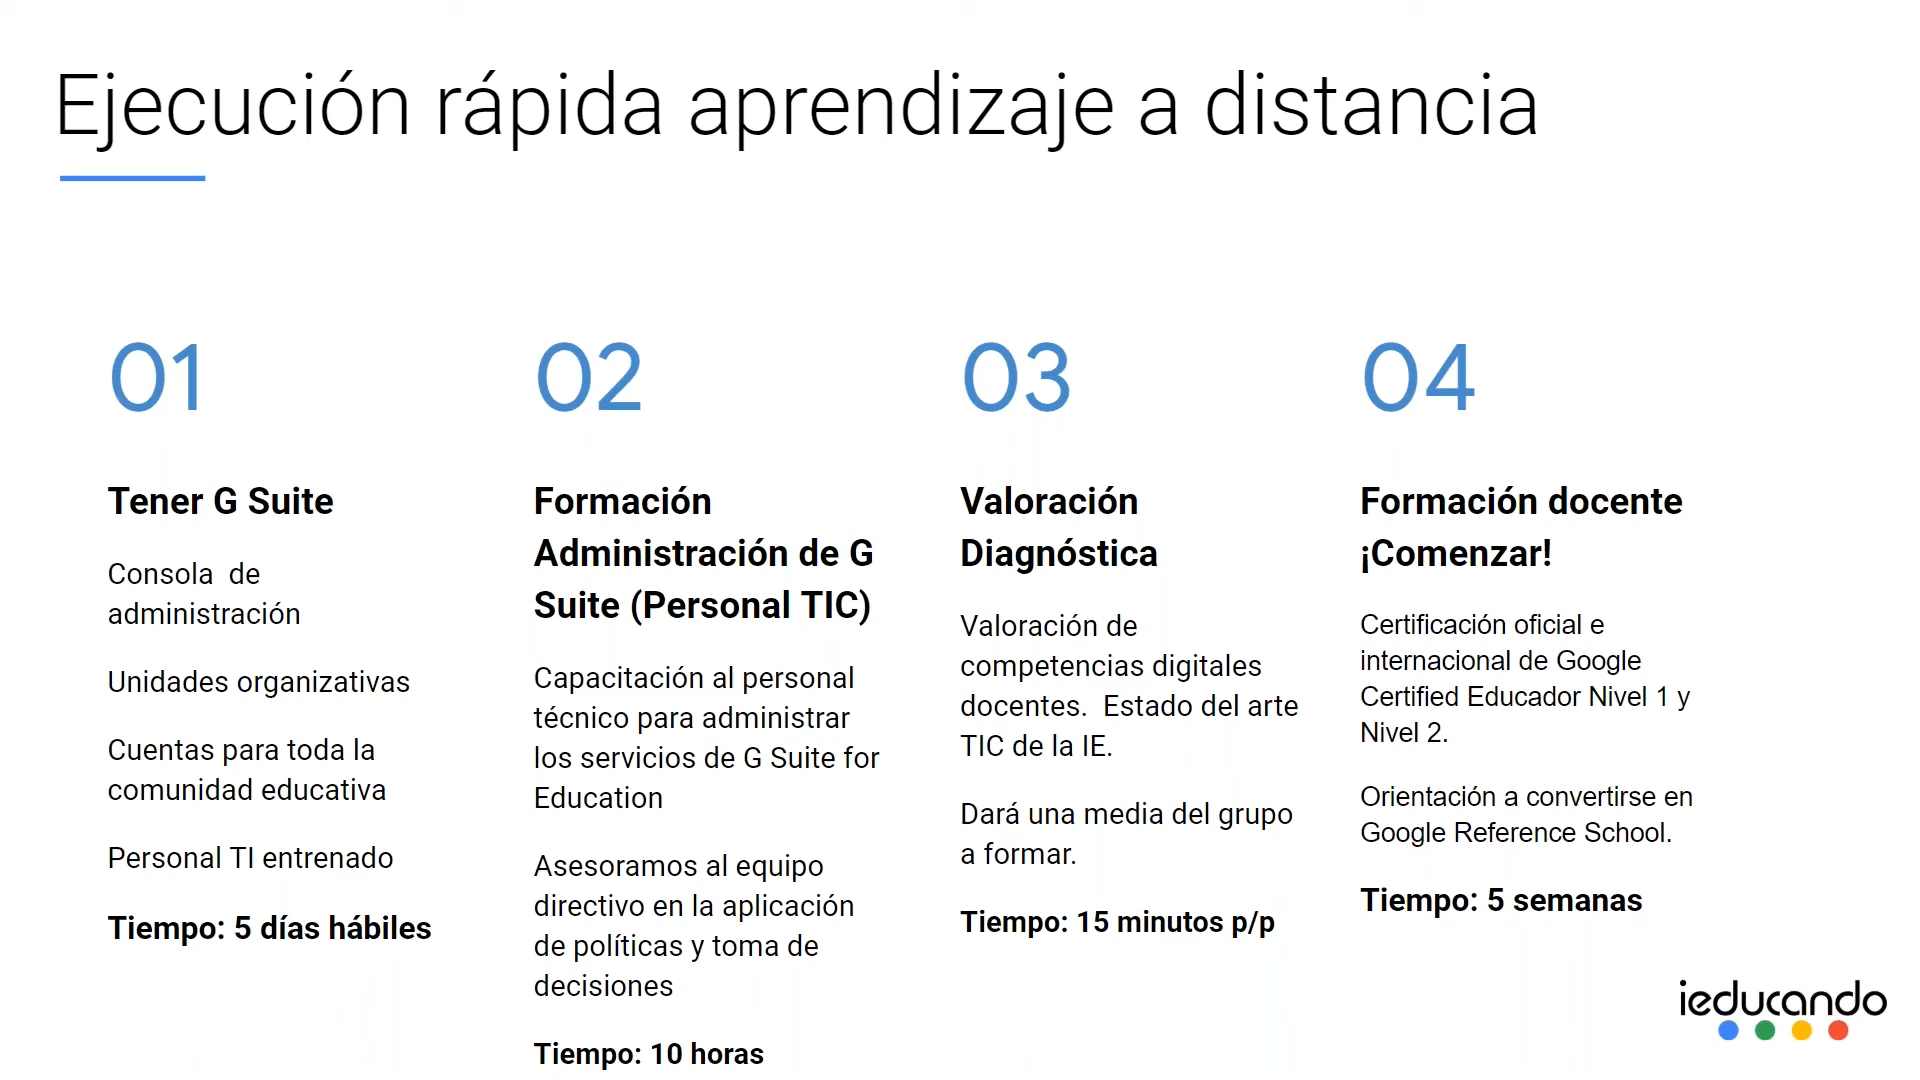 Ejecución rápida aprendizaje a distancia
01
Tener G Suite
Consola  de
administración
Unidades organizativas
Cuentas para toda la
comunidad educativa
Personal TI entrenado
Tiempo: 5 días hábiles
02
Formación
Administración de G
Suite (Personal TIC)
Capacitación al personal
técnico para administrar
los servicios de G Suite for
Education
Asesoramos al equipo
directivo en la aplicación
de políticas y toma de
decisiones
Tiempo: 10 horas
03
Valoración
Diagnóstica
Valoración de
competencias digitales
docentes.  Estado del arte
TIC de la IE.
Dará una media del grupo
a formar.
Tiempo: 15 minutos p/p
04
Formación docente
¡Comenzar!
Certificación oficial e
internacional de Google
Certified Educador Nivel 1 y
Nivel 2.
Orientación a convertirse en
Google Reference School.
Tiempo: 5 semanas
ieducando